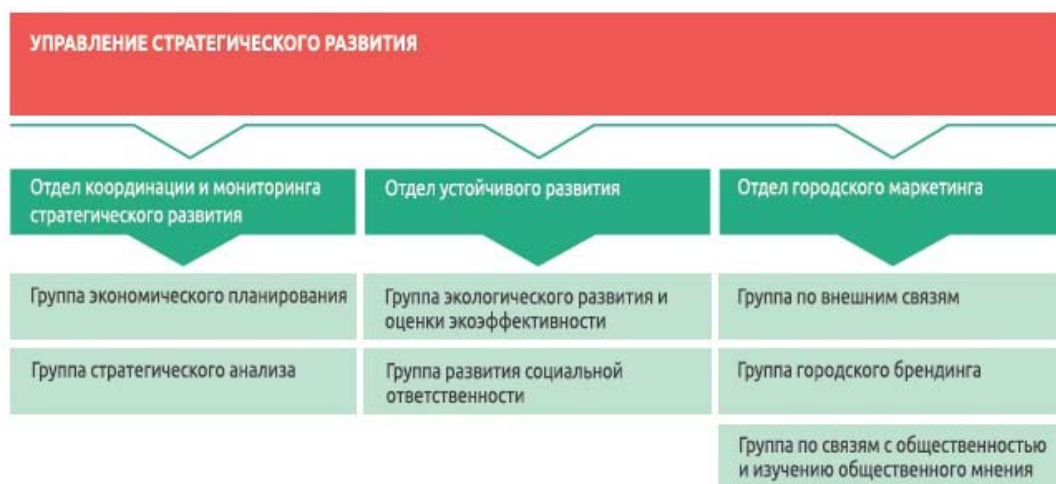 УПРАВЛЕНИЕ СТРАТЕГИЧЕСКОГО РАЗВИТИЯ
Отдел координации и мониторинга
стратегического развития
Группа экономического планирования
Группа стратегического анализа
Отдел устойчивого развития
Группа экологического развития и
оценки экоэффективности
Группа развития социальной
ответственности
Отдел городского маркетинга
Группа по внешним связям
Группа городского брендинга
Группа по связям с общественностью
и изучению общественного мнения